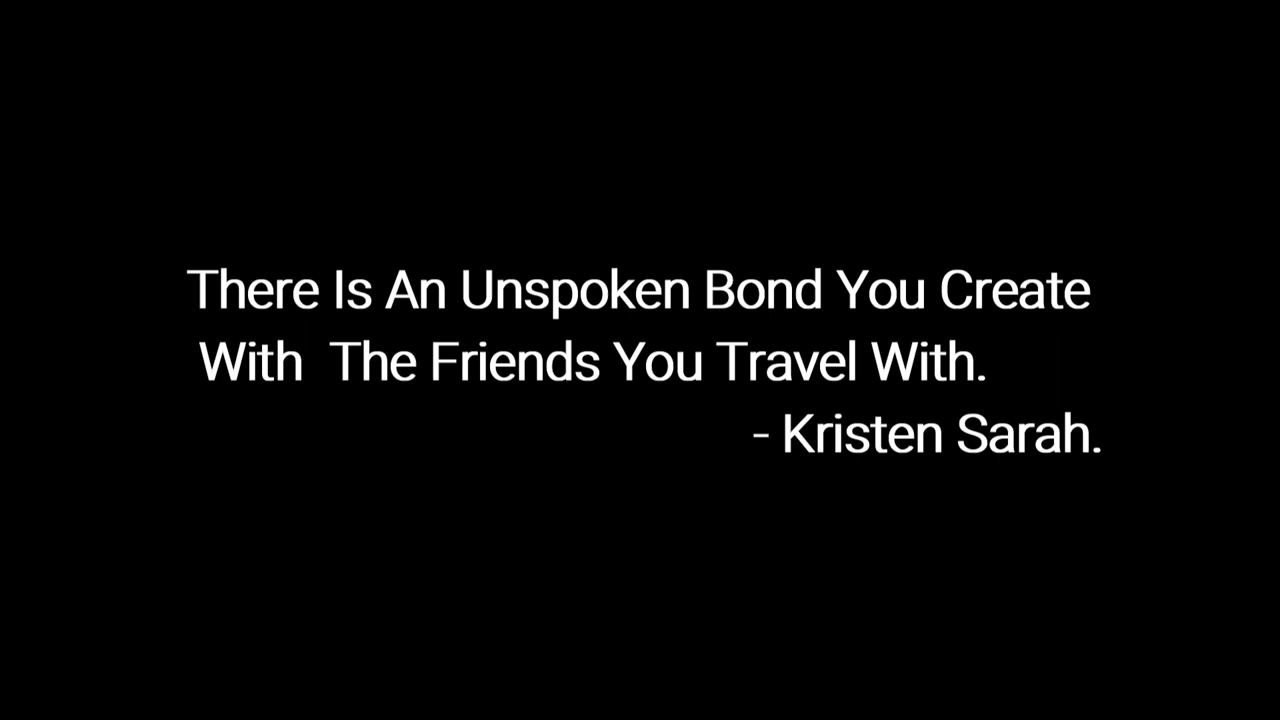 There Is An Unspoken Bond You Create
With  The Friends You Travel With.
- Kristen Sarah.